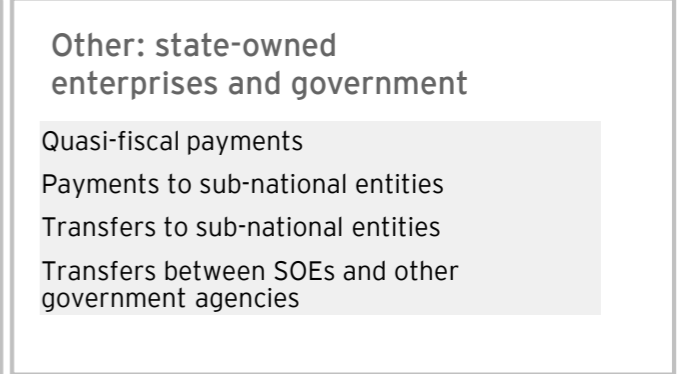 Other: state-owned
enterprises and government
Quasi-fiscal payments
Payments to sub-national entities
Transfers to sub-national entities
Transfers between SOEs and other
government agencies